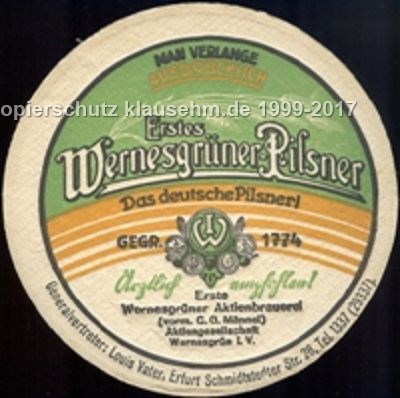 MAN VERLANGE
AUSDRÜCKLICH
opierschutz klausehm.de 1999-2017
Erstes
Wernesgrüner Pilsner
Das deutsche Pilsner!
GEGR. W 1774
Ärztlich empfohlen!
Erste
Wernesgrüner Aktienbrauerei
(vorm. C. G. Männel)
Aktiengesellschaft
Wernesgrün i. V.
Generalvertreter: Louis Vater, Erfurt Schmidtstedter Str. 28, Tel. 1337 (2933/).